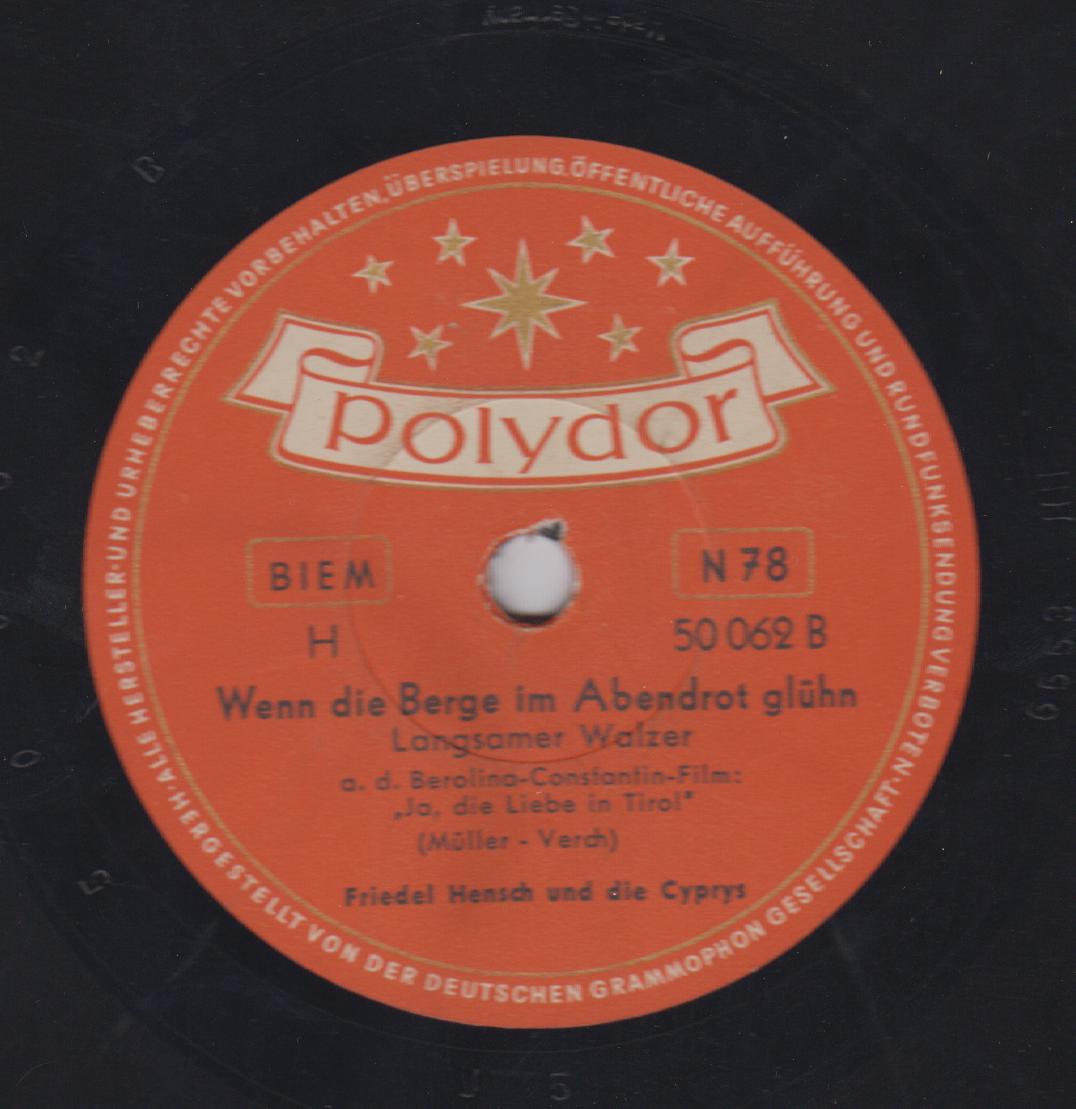 ALLE HERSTELLER- UND URHEBERRECHTE VORBEHALTEN, ÜBERSPIELUNG, ÖFFENTLICHE AUFFÜHRUNG UND RUNDFUNKSENDUNG VERBOTEN · HERGESTELLT VON DER DEUTSCHEN GRAMMOPHON GESELLSCHAFT ·
polydor
BIEM
N 78
H
50 062 B
Wenn die Berge im Abendrot glühn
Langsamer Walzer
a. d. Berolina-Constantin-Film:
„Ja, die Liebe in Tirol"
(Müller - Verch)
Friedel Hensch und die Cyprys
J 5